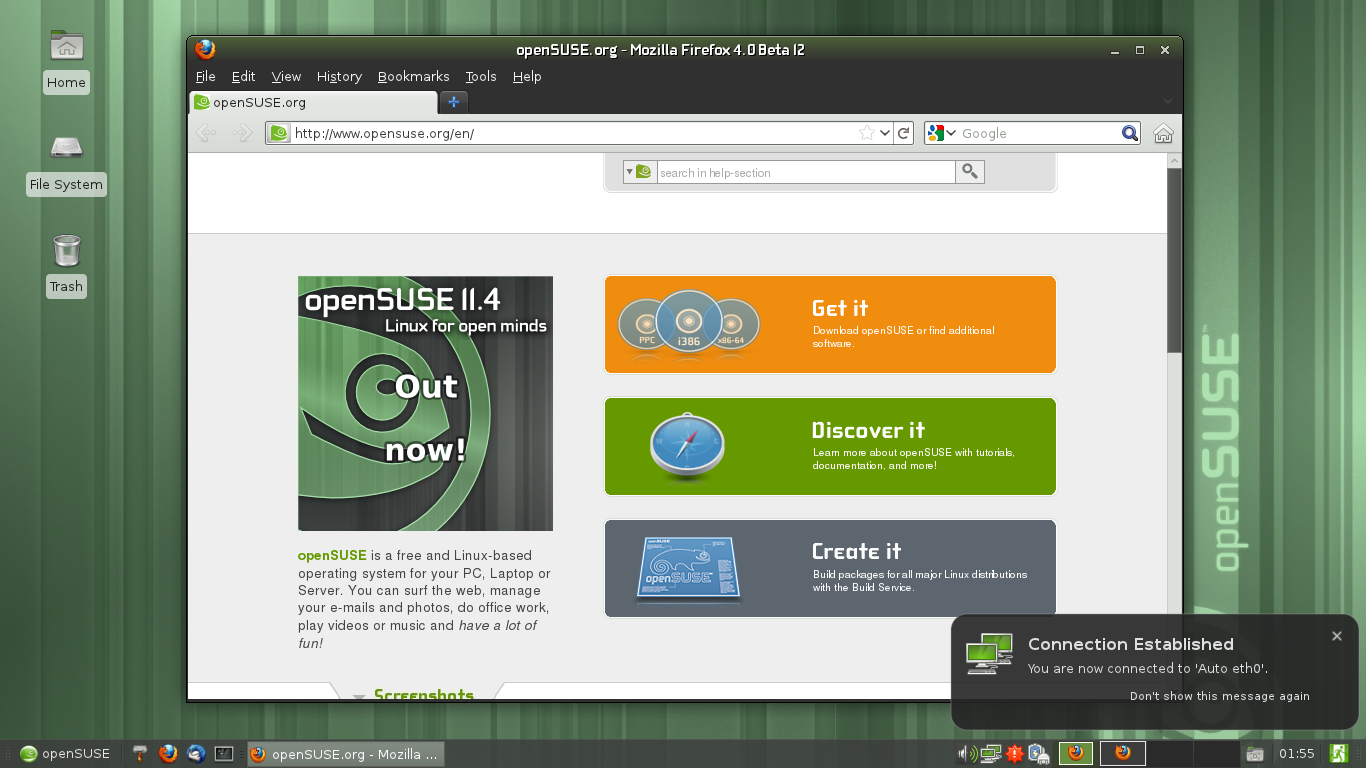 Home
File System
Trash
openSUSE.org - Mozilla Firefox 4.0 Beta 12
File Edit View History Bookmarks Tools Help
openSUSE.org
http://www.opensuse.org/en/
Google
search in help-section
openSUSE 11.4
Linux for open minds
Out
now!
openSUSE is a free and Linux-based
operating system for your PC, Laptop or
Server. You can surf the web, manage
your e-mails and photos, do office work,
play videos or music and have a lot of
fun!
PPC i386 x86-64
Get it
Download openSUSE or find additional
software.
Discover it
Learn more about openSUSE with tutorials,
documentation, and more!
openSUSE
Create it
Build packages for all major Linux distributions
with the Build Service.
Screenshots
openSUSE™
Connection Established
You are now connected to 'Auto eth0'.
Don't show this message again
openSUSE
openSUSE.org - Mozilla ...
01:55